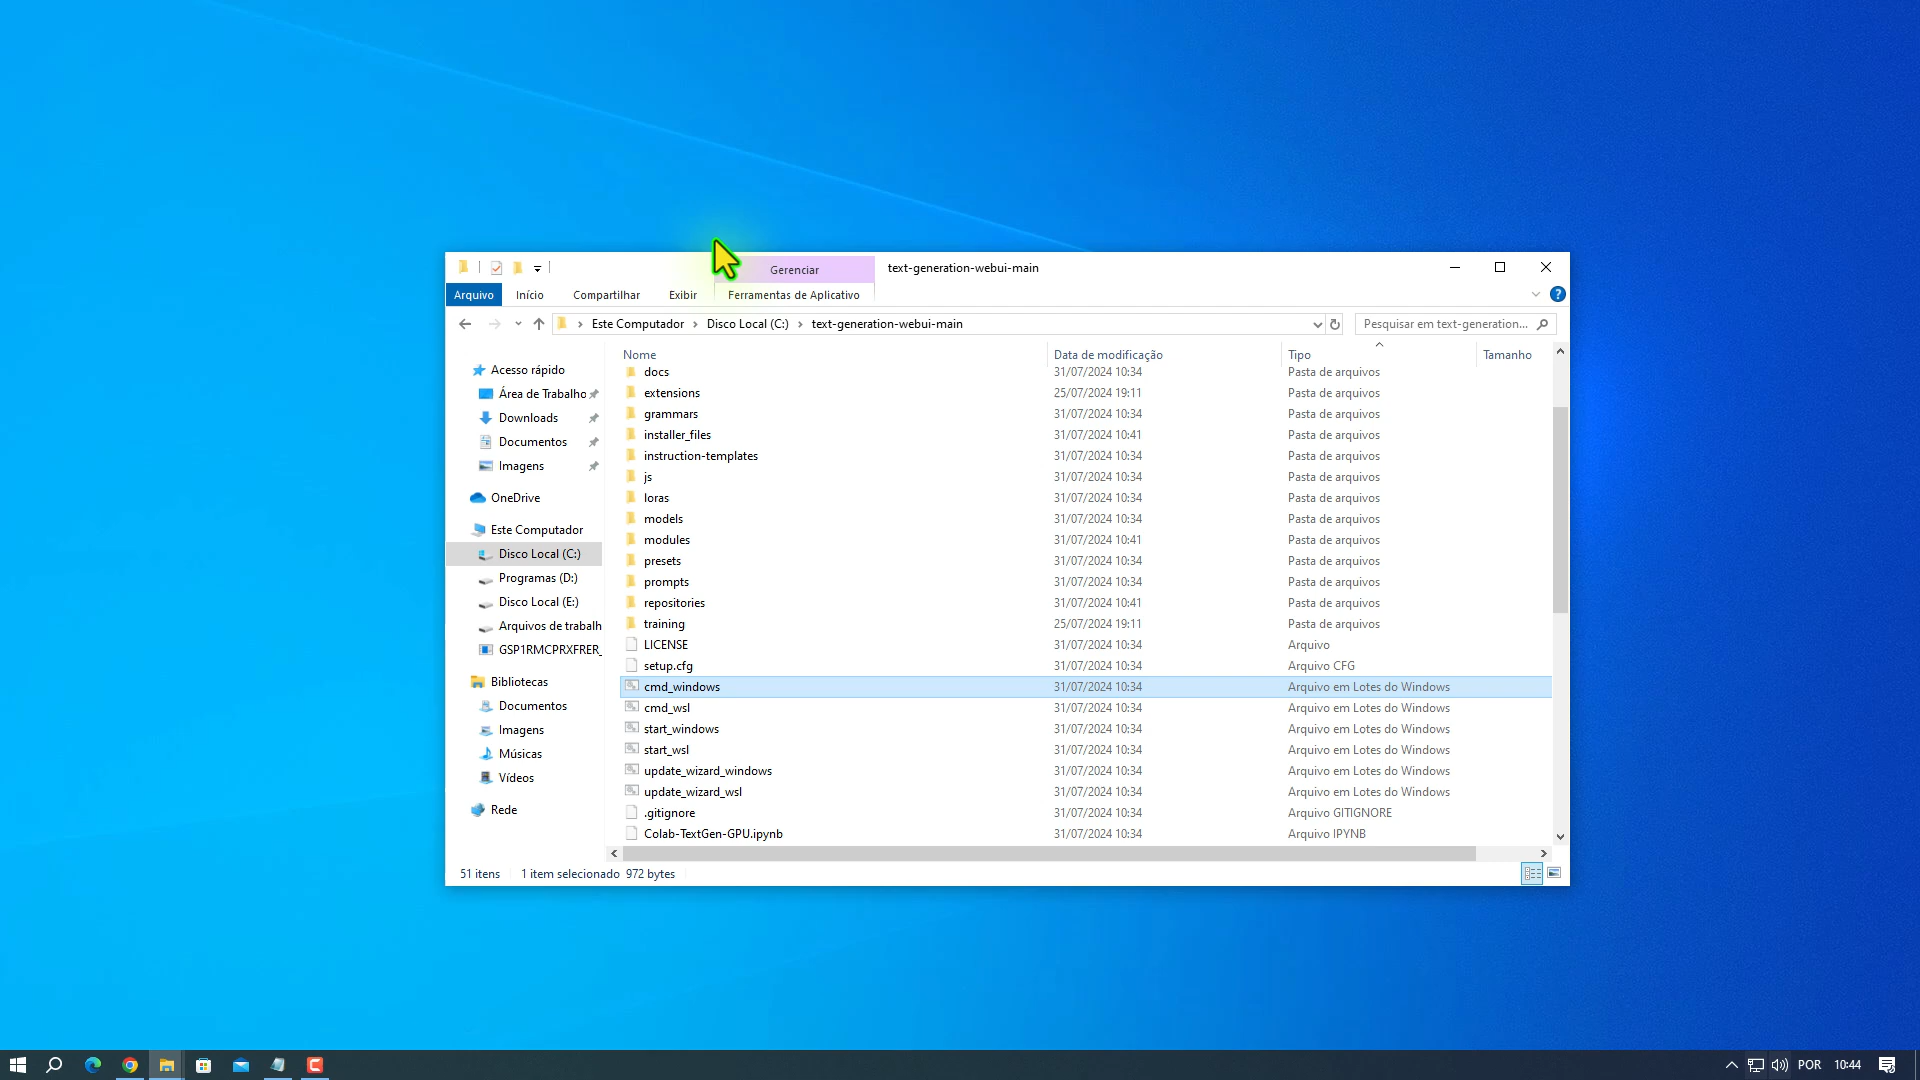 Gerenciar
text-generation-webui-main
Arquivo
Início
Compartilhar
Exibir
Ferramentas de Aplicativo
Este Computador
Disco Local (C:)
text-generation-webui-main
Pesquisar em text-generation...
Acesso rápido
Área de Trabalho
Downloads
Documentos
Imagens
OneDrive
Este Computador
Disco Local (C:)
Programas (D:)
Disco Local (E:)
Arquivos de trabalh
GSP1RMCPRXFRER_
Bibliotecas
Documentos
Imagens
Músicas
Vídeos
Rede
Nome Data de modificação Tipo Tamanho
docs 31/07/2024 10:34 Pasta de arquivos
extensions 25/07/2024 19:11 Pasta de arquivos
grammars 31/07/2024 10:34 Pasta de arquivos
installer_files 31/07/2024 10:41 Pasta de arquivos
instruction-templates 31/07/2024 10:34 Pasta de arquivos
js 31/07/2024 10:34 Pasta de arquivos
loras 31/07/2024 10:34 Pasta de arquivos
models 31/07/2024 10:34 Pasta de arquivos
modules 31/07/2024 10:41 Pasta de arquivos
presets 31/07/2024 10:34 Pasta de arquivos
prompts 31/07/2024 10:34 Pasta de arquivos
repositories 31/07/2024 10:41 Pasta de arquivos
training 25/07/2024 19:11 Pasta de arquivos
LICENSE 31/07/2024 10:34 Arquivo
setup.cfg 31/07/2024 10:34 Arquivo CFG
cmd_windows 31/07/2024 10:34 Arquivo em Lotes do Windows
cmd_wsl 31/07/2024 10:34 Arquivo em Lotes do Windows
start_windows 31/07/2024 10:34 Arquivo em Lotes do Windows
start_wsl 31/07/2024 10:34 Arquivo em Lotes do Windows
update_wizard_windows 31/07/2024 10:34 Arquivo em Lotes do Windows
update_wizard_wsl 31/07/2024 10:34 Arquivo em Lotes do Windows
.gitignore 31/07/2024 10:34 Arquivo GITIGNORE
Colab-TextGen-GPU.ipynb 31/07/2024 10:34 Arquivo IPYNB
51 itens 1 item selecionado 972 bytes
POR 10:44